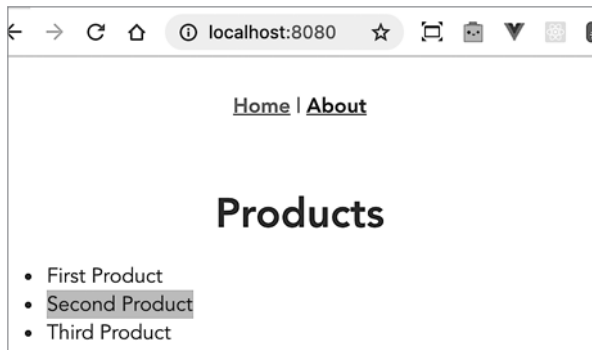 localhost:8080
Home | About
Products
• First Product
• Second Product
• Third Product